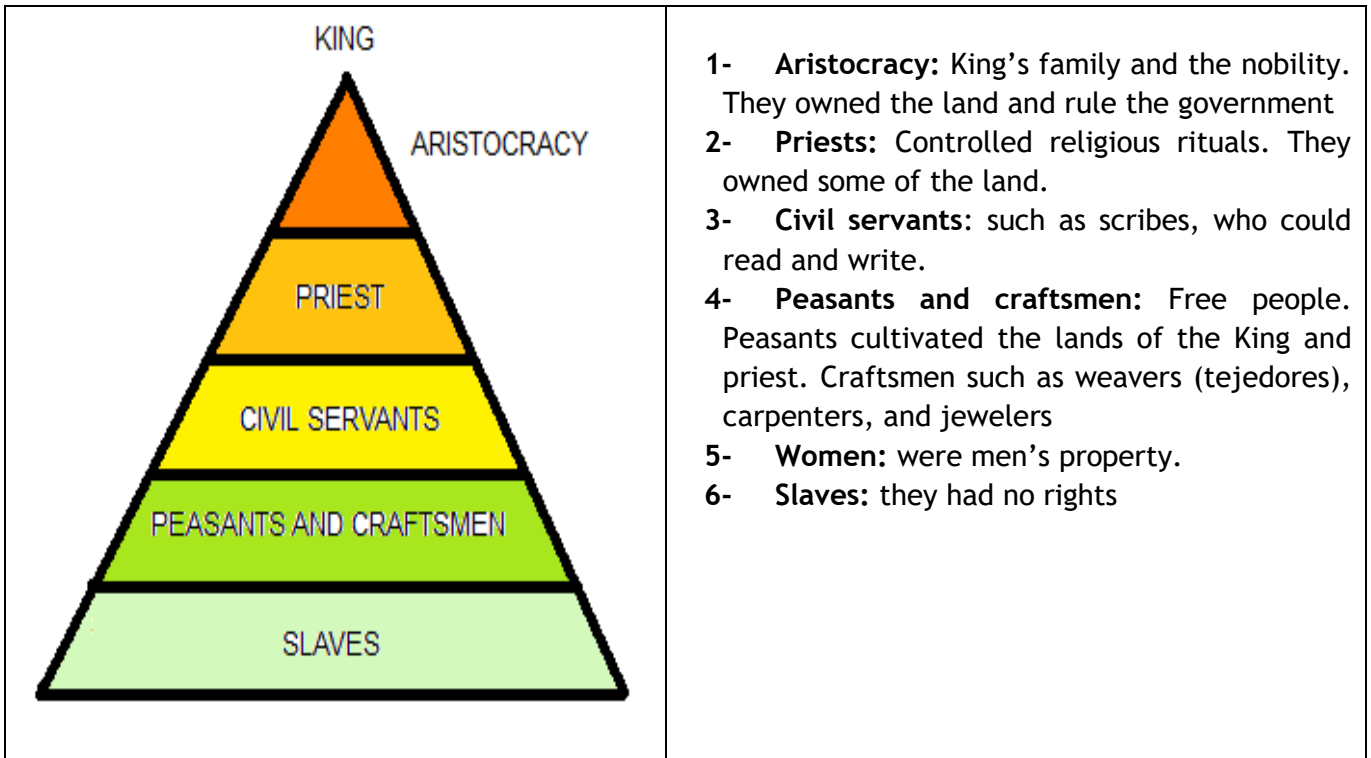 KING
ARISTOCRACY
PRIEST
CIVIL SERVANTS
PEASANTS AND CRAFTSMEN
SLAVES
1- Aristocracy: King’s family and the nobility.
They owned the land and rule the government
2- Priests: Controlled religious rituals. They
owned some of the land.
3- Civil servants: such as scribes, who could
read and write.
4- Peasants and craftsmen: Free people.
Peasants cultivated the lands of the King and
priest. Craftsmen such as weavers (tejedores),
carpenters, and jewelers
5- Women: were men’s property.
6- Slaves: they had no rights